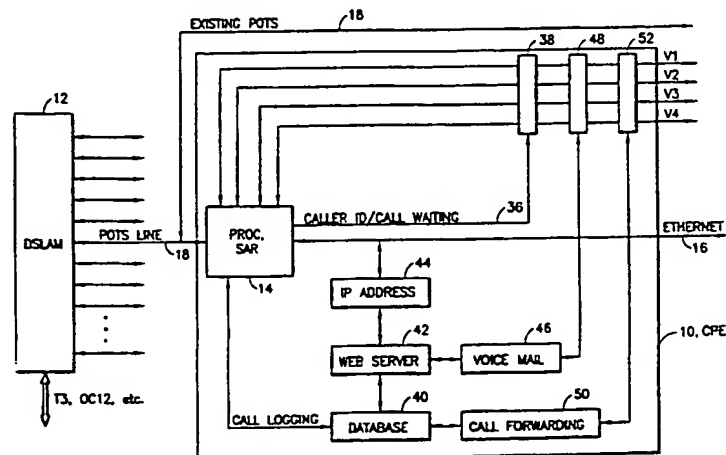 EXISTING POTS
18
38
48
52
V1
V2
V3
V4
12
DSLAM
POTS LINE
18
PROC,
SAR
14
CALLER ID/CALL WAITING
36
ETHERNET
16
IP ADDRESS
44
WEB SERVER
42
VOICE MAIL
46
10, CPE
T3, OC12, etc.
CALL LOGGING
DATABASE
40
CALL FORWARDING
50